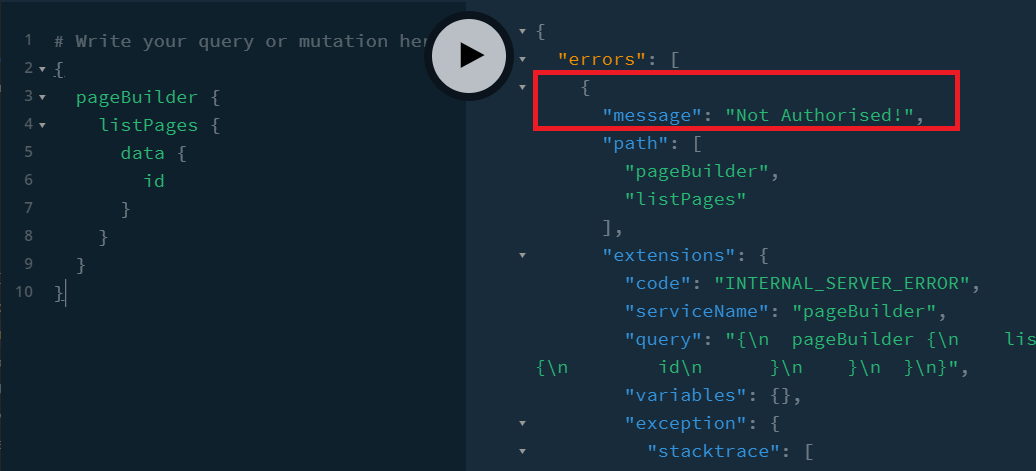 1 # Write your query or mutation her
2 {
3 pageBuilder {
4 listPages {
5 data {
6 id
7 }
8 }
9 }
10 }
{
"errors": [
{
"message": "Not Authorised!",
"path": [
"pageBuilder",
"listPages"
],
"extensions": {
"code": "INTERNAL_SERVER_ERROR",
"serviceName": "pageBuilder",
"query": "{\n  pageBuilder {\n    lis
{\n        id\n      }\n    }\n  }\n}",
"variables": {},
"exception": {
"stacktrace": [